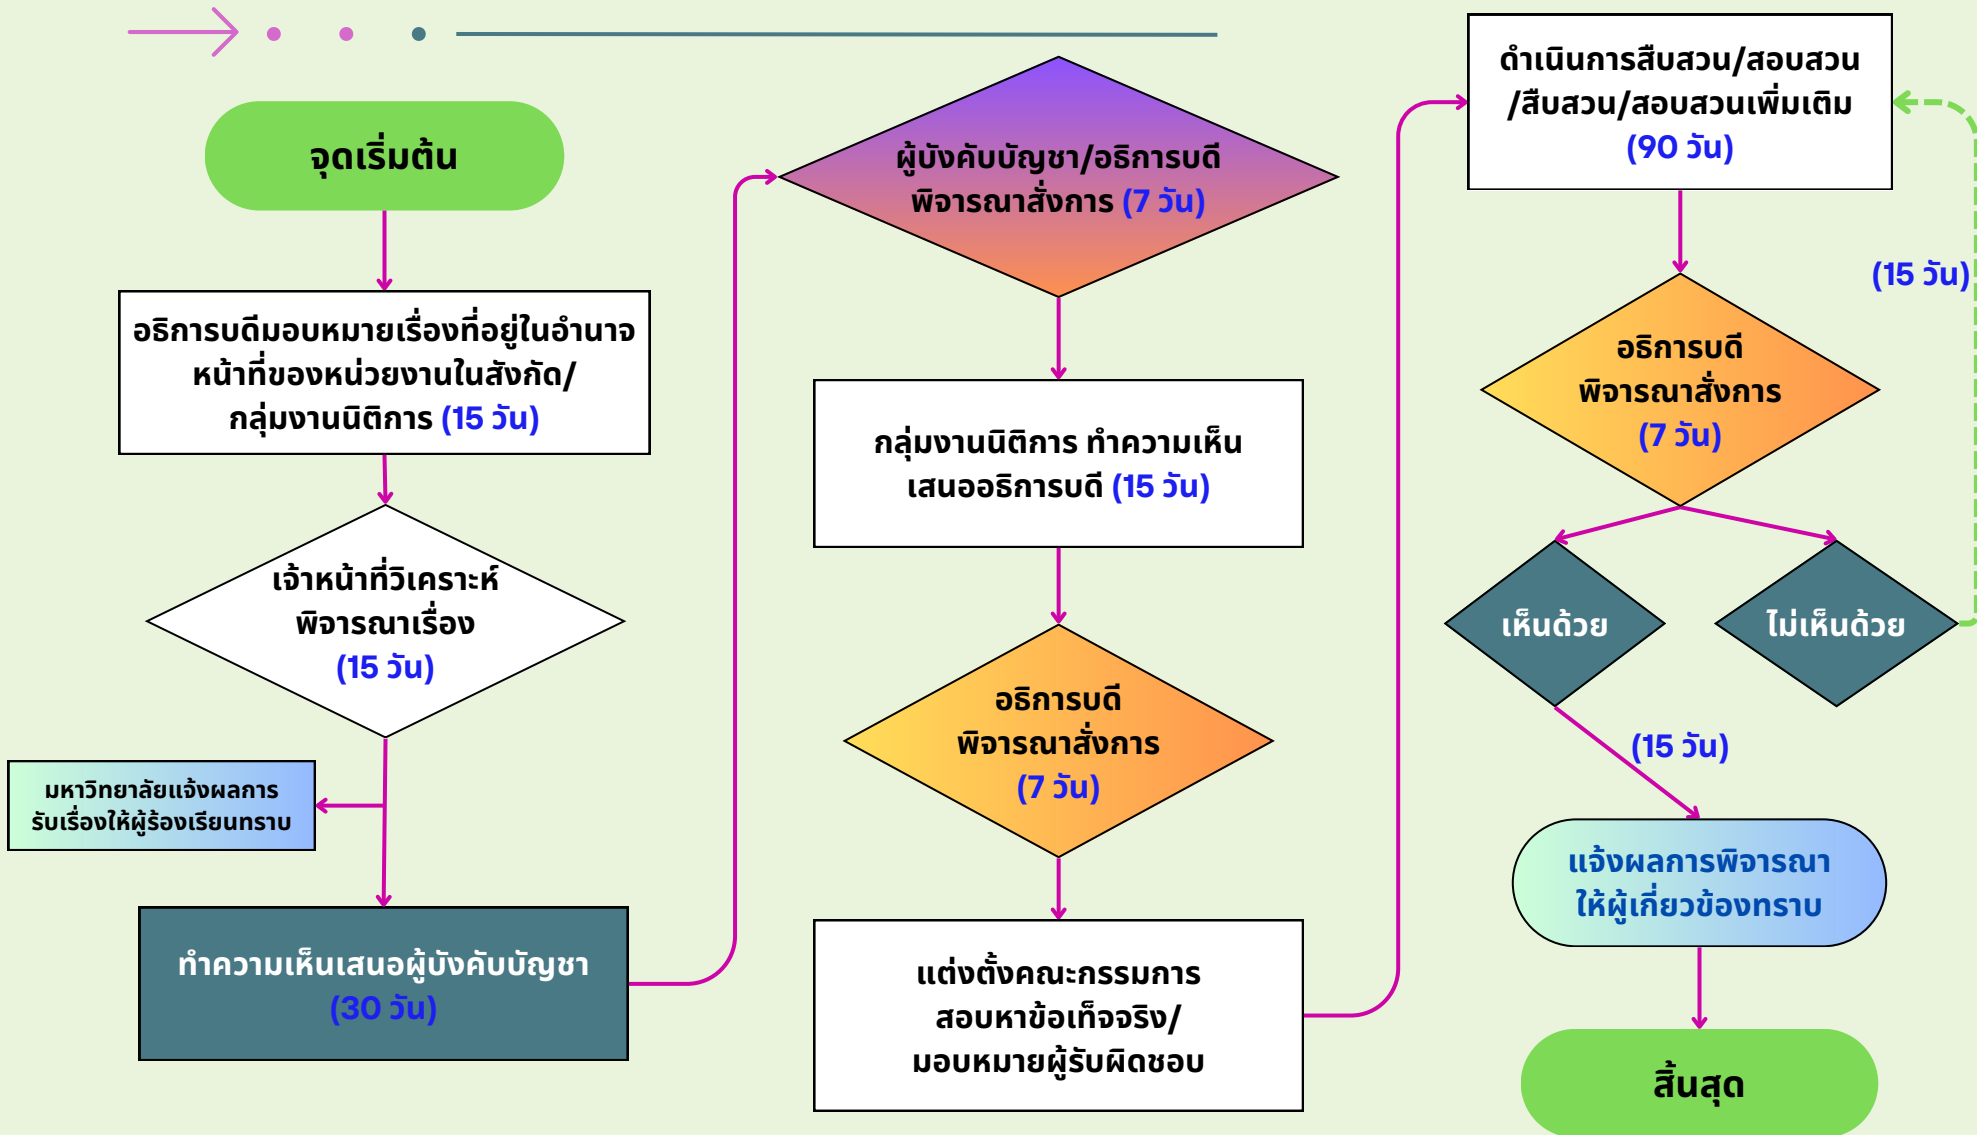 จุดเริ่มต้น
อธิการบดีมอบหมายเรื่องที่อยู่ในอำนาจ
หน้าที่ของหน่วยงานในสังกัด/
กลุ่มงานนิติการ (15 วัน)
เจ้าหน้าที่วิเคราะห์
พิจารณาเรื่อง
(15 วัน)
มหาวิทยาลัยแจ้งผลการ
รับเรื่องให้ผู้ร้องเรียนทราบ
ทำความเห็นเสนอผู้บังคับบัญชา
(30 วัน)
ผู้บังคับบัญชา/อธิการบดี
พิจารณาสั่งการ (7 วัน)
กลุ่มงานนิติการ ทำความเห็น
เสนออธิการบดี (15 วัน)
อธิการบดี
พิจารณาสั่งการ
(7 วัน)
แต่งตั้งคณะกรรมการ
สอบหาข้อเท็จจริง/
มอบหมายผู้รับผิดชอบ
ดำเนินการสืบสวน/สอบสวน
/สืบสวน/สอบสวนเพิ่มเติม
(90 วัน)
(15 วัน)
อธิการบดี
พิจารณาสั่งการ
(7 วัน)
เห็นด้วย
ไม่เห็นด้วย
(15 วัน)
แจ้งผลการพิจารณา
ให้ผู้เกี่ยวข้องทราบ
สิ้นสุด